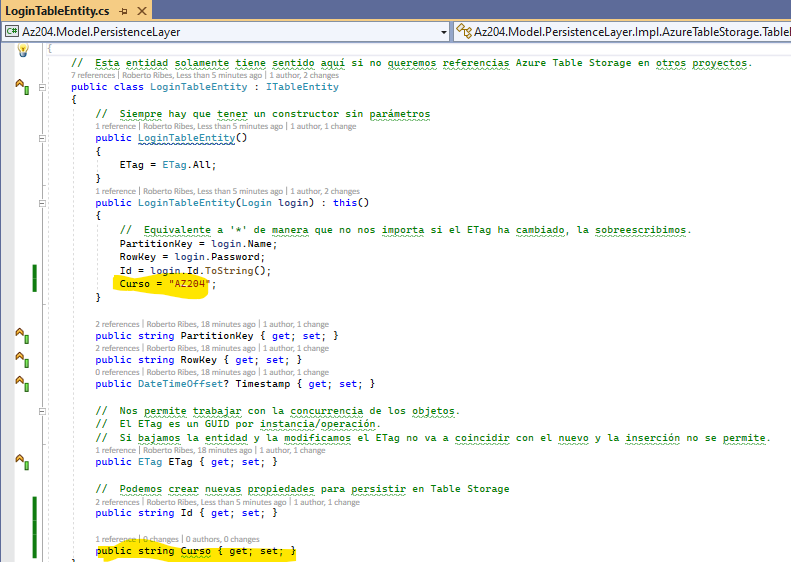 LoginTableEntity.cs
Az204.Model.PersistenceLayer
Az204.Model.PersistenceLayer.Impl.AzureTableStorage.Table
{
// Esta entidad solamente tiene sentido aquí si no queremos referencias Azure Table Storage en otros proyectos.
7 references | Roberto Ribes, Less than 5 minutes ago | 1 author, 2 changes
public class LoginTableEntity : ITableEntity
{
// Siempre hay que tener un constructor sin parámetros
1 reference | Roberto Ribes, Less than 5 minutes ago | 1 author, 1 change
public LoginTableEntity()
{
ETag = ETag.All;
}
1 reference | Roberto Ribes, Less than 5 minutes ago | 1 author, 2 changes
public LoginTableEntity(Login login) : this()
{
// Equivalente a '*' de manera que no nos importa si el ETag ha cambiado, la sobreescribimos.
PartitionKey = login.Name;
RowKey = login.Password;
Id = login.Id.ToString();
Curso = "AZ204";
}
2 references | Roberto Ribes, 18 minutes ago | 1 author, 1 change
public string PartitionKey { get; set; }
2 references | Roberto Ribes, 18 minutes ago | 1 author, 1 change
public string RowKey { get; set; }
0 references | Roberto Ribes, 18 minutes ago | 1 author, 1 change
public DateTimeOffset? Timestamp { get; set; }
// Nos permite trabajar con la concurrencia de los objetos.
// El ETag es un GUID por instancia/operación.
// Si bajamos la entidad y la modificamos el ETag no va a coincidir con el nuevo y la inserción no se permite.
1 reference | Roberto Ribes, 18 minutes ago | 1 author, 1 change
public ETag ETag { get; set; }
// Podemos crear nuevas propiedades para persistir en Table Storage
2 references | Roberto Ribes, Less than 5 minutes ago | 1 author, 1 change
public string Id { get; set; }
1 reference | 0 changes | 0 authors, 0 changes
public string Curso { get; set; }